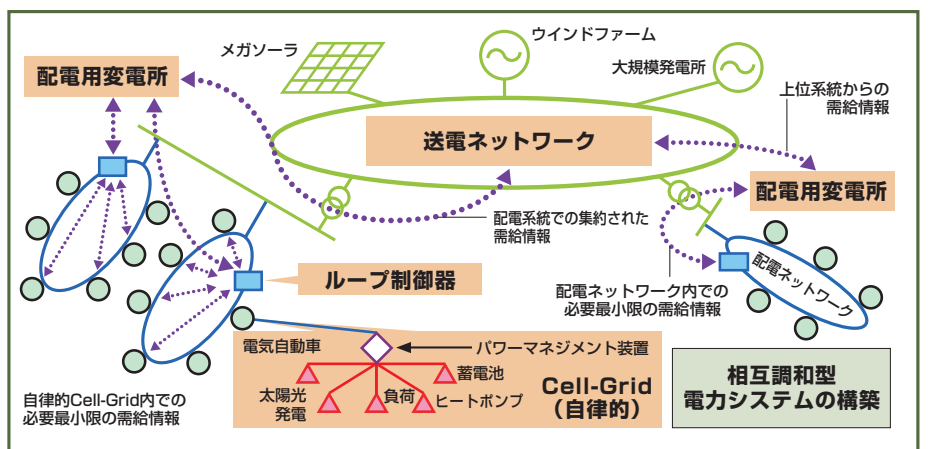 メガソーラ
ウインドファーム
大規模発電所
配電用変電所
上位系統からの
需給情報
送電ネットワーク
配電用変電所
配電系統での集約された
需給情報
ループ制御器
配電ネットワーク内での
必要最小限の需給情報
配電ネットワーク
電気自動車
パワーマネジメント装置
蓄電池
太陽光
発電
負荷
ヒートポンプ
Cell-Grid
(自律的)
自律的Cell-Grid内での
必要最小限の需給情報
相互調和型
電力システムの構築